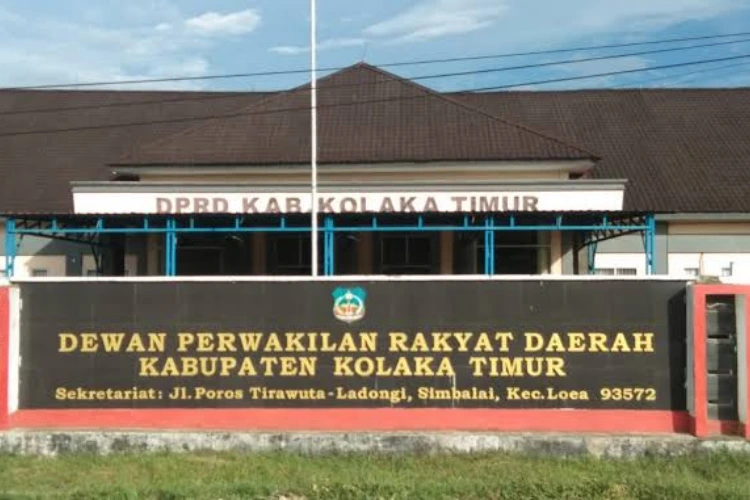 DPRD KAB. KOLAKA TIMUR
DEWAN PERWAKILAN RAKYAT DAERAH
KABUPATEN KOLAKA TIMUR
Sekretariat: Jl.Poros Tirawuta-Ladongi, Simbalai, Kec.Loea 93572